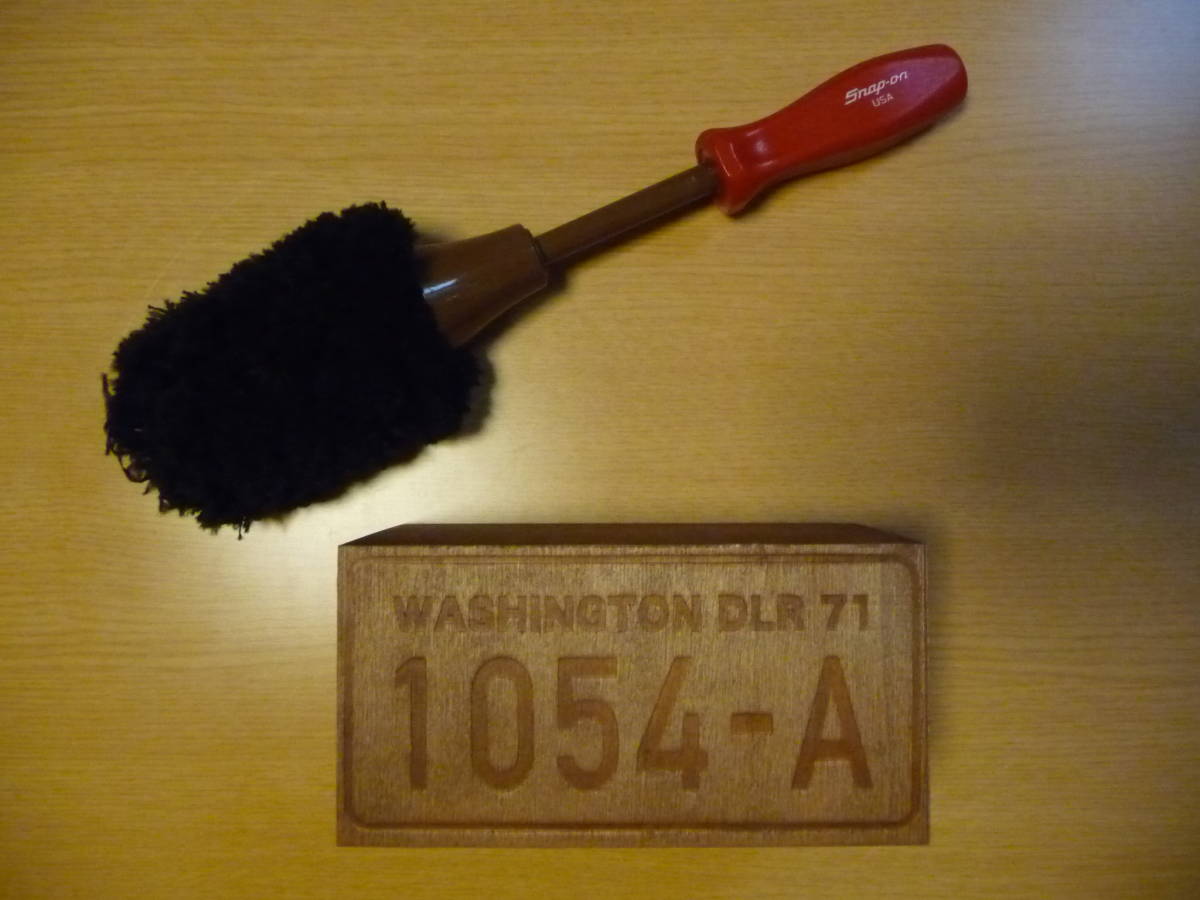 Snap-on
USA
WASHINGTON DLR 71
1054-A